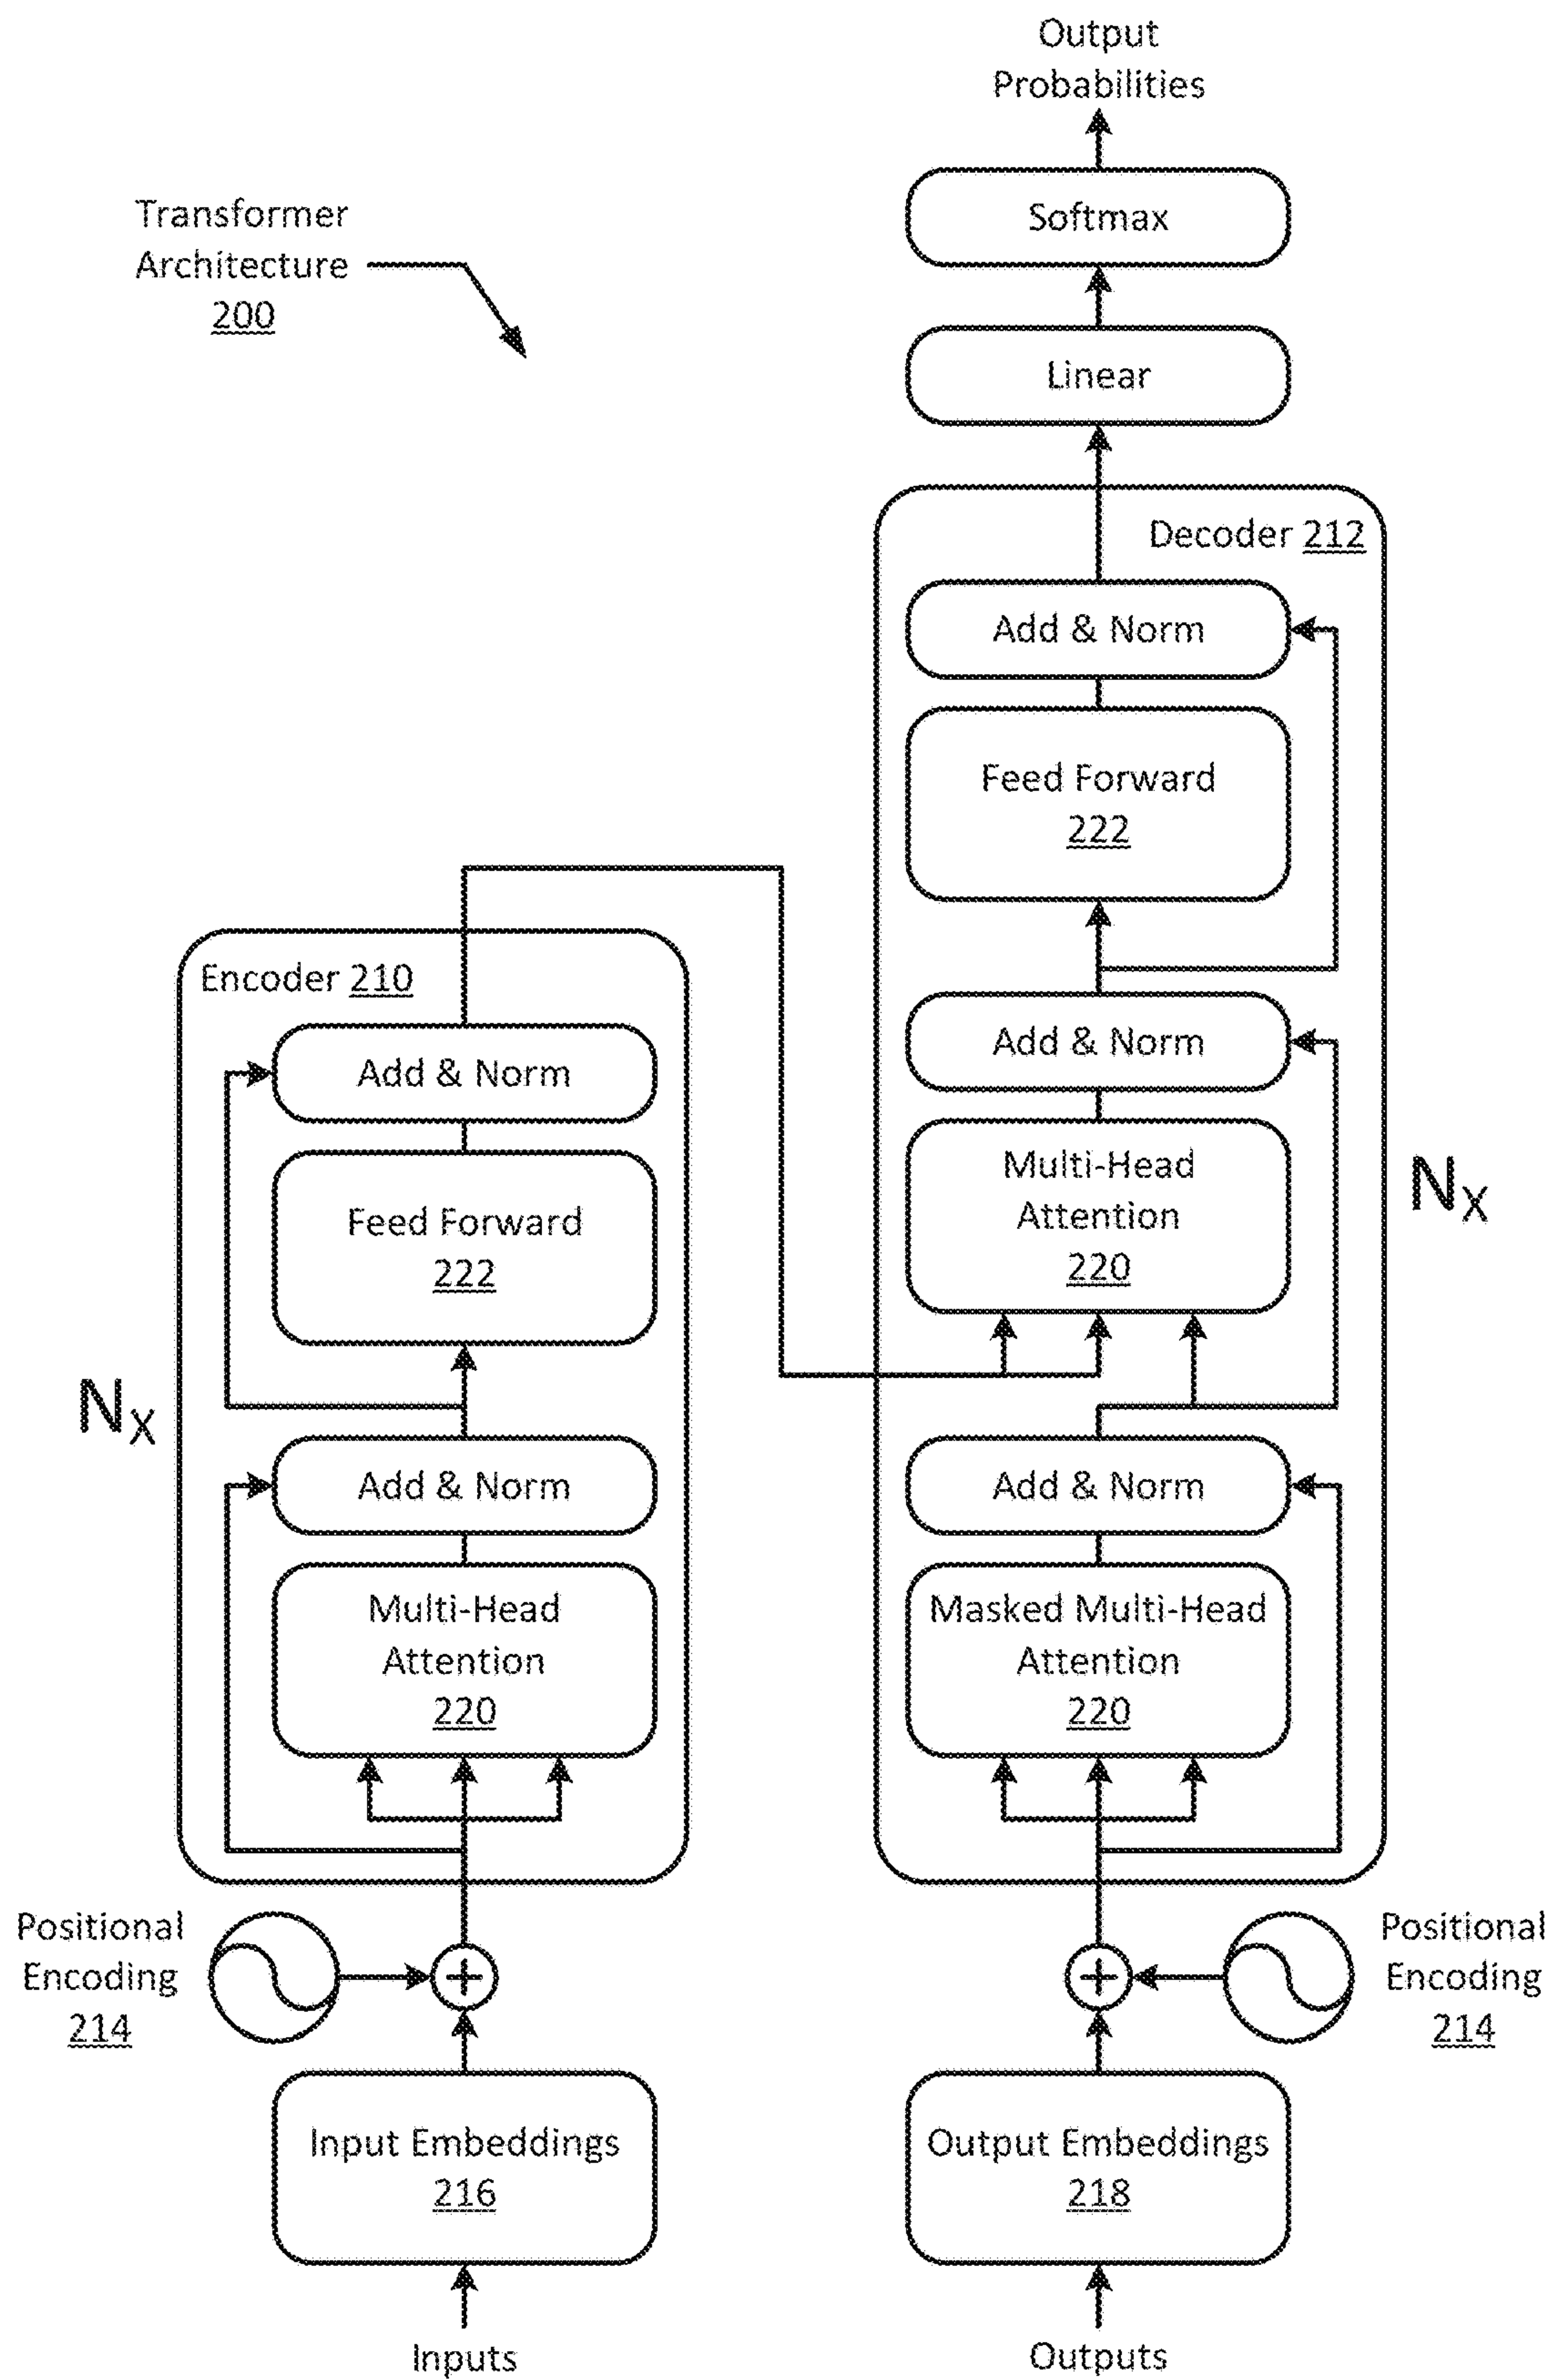 Output
Probabilities
Softmax
Transformer
Architecture
200
Linear
Decoder 212
Add & Norm
Feed Forward
222
Encoder 210
Add & Norm
Add & Norm
Multi-Head
Attention
220
N X
Feed Forward
222
N X
Add & Norm
Add & Norm
Multi-Head
Attention
220
Masked Multi-Head
Attention
220
Positional
Encoding
214
Positional
Encoding
214
Input Embeddings
216
Output Embeddings
218
Inputs
Outputs